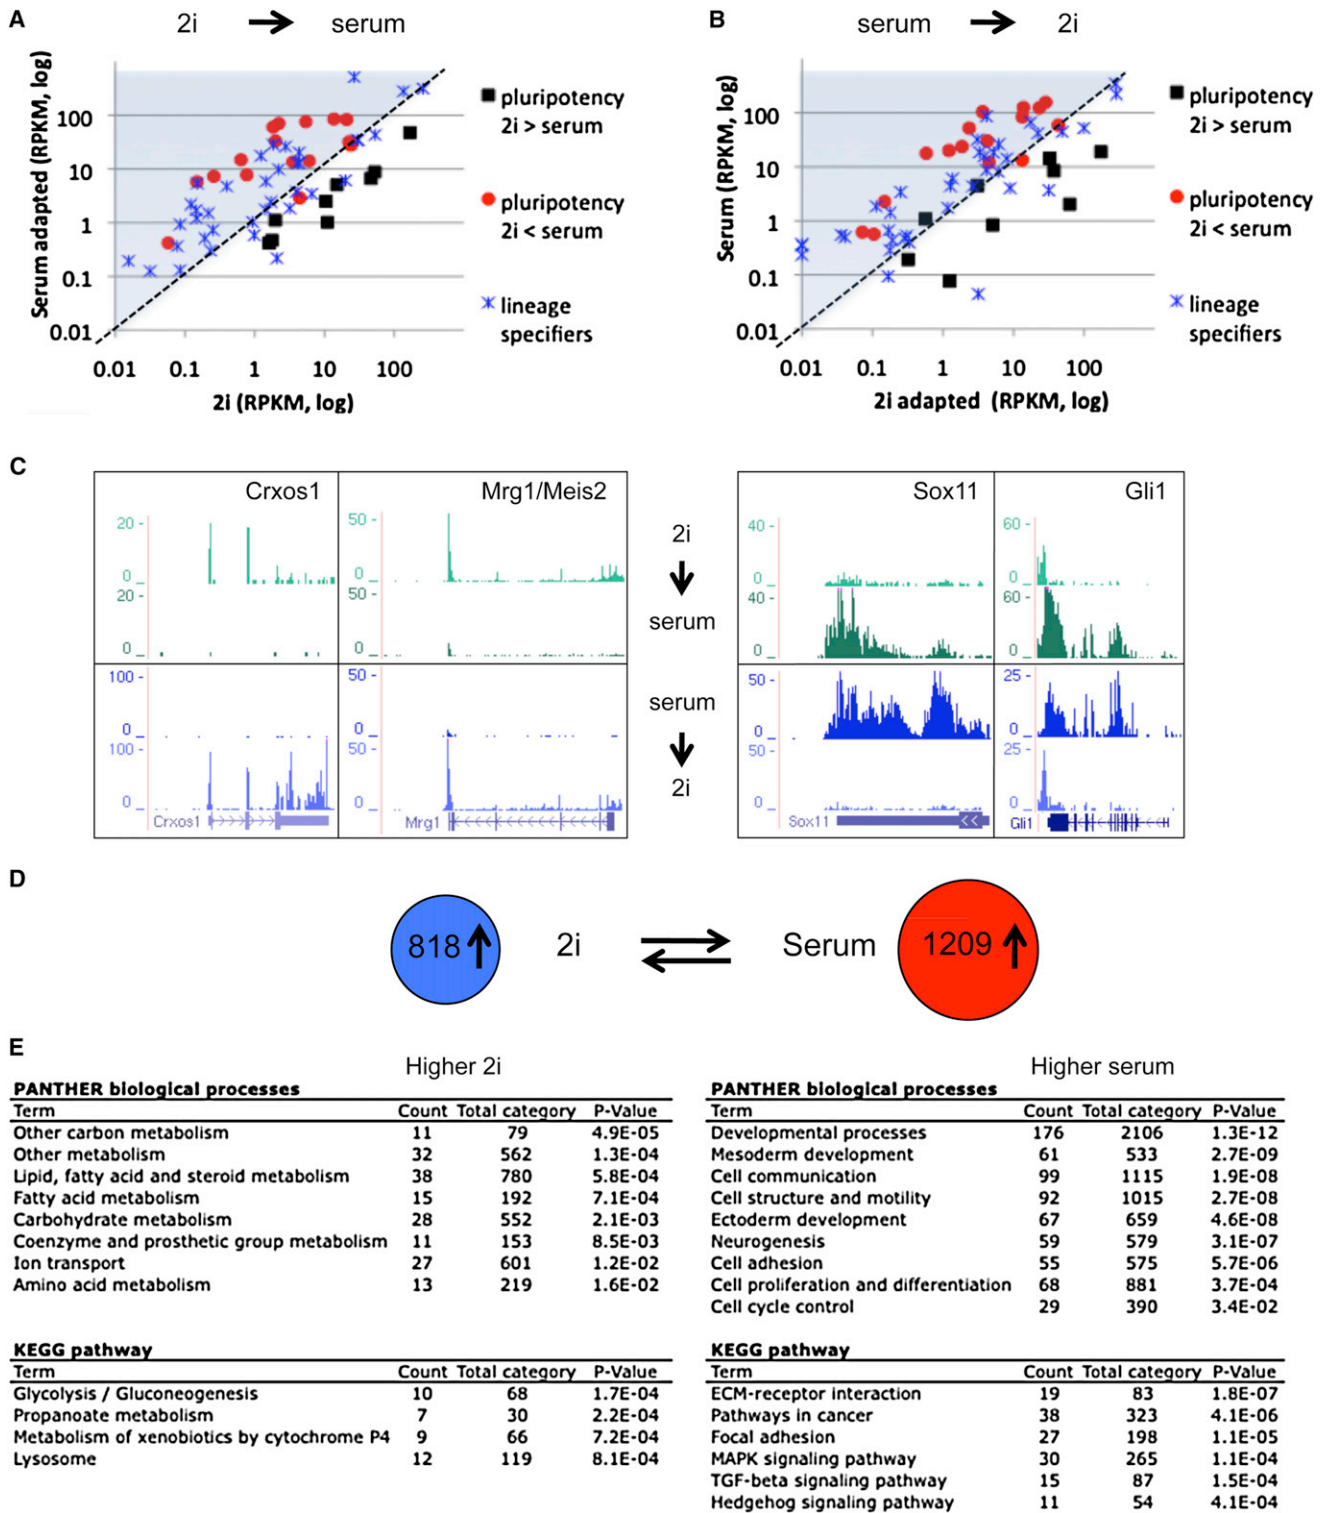 A
2i → serum
Serum adapted (RPKM, log)
100
10
1
0.1
0.01
0.01 0.1 1 10 100
2i (RPKM, log)
pluripotency
2i > serum
pluripotency
2i < serum
lineage
specifiers
B
serum → 2i
Serum (RPKM, log)
100
10
1
0.1
0.01
0.01 0.1 1 10 100
2i adapted (RPKM, log)
pluripotency
2i > serum
pluripotency
2i < serum
lineage
specifiers
C
Crxos1
20 -
0
20 -
0
100 -
0
100 -
0
Crxos1
Mrg1/Meis2
50 -
0
50 -
0
50 -
0
50 -
0
Mrg1
2i
serum
serum
2i
Sox11
40 -
0
40 -
0
50 -
0
50 -
0
Sox11
Gli1
60 -
0
60 -
0
25 -
0
25 -
0
Gli1
D
818 2i Serum 1209
E
Higher 2i
PANTHER biological processes
Term Count Total category P-Value
Other carbon metabolism 11 79 4.9E-05
Other metabolism 32 562 1.3E-04
Lipid, fatty acid and steroid metabolism 38 780 5.8E-04
Fatty acid metabolism 15 192 7.1E-04
Carbohydrate metabolism 28 552 2.1E-03
Coenzyme and prosthetic group metabolism 11 153 8.5E-03
Ion transport 27 601 1.2E-02
Amino acid metabolism 13 219 1.6E-02
KEGG pathway
Term Count Total category P-Value
Glycolysis / Gluconeogenesis 10 68 1.7E-04
Propanoate metabolism 7 30 2.2E-04
Metabolism of xenobiotics by cytochrome P4 9 66 7.2E-04
Lysosome 12 119 8.1E-04
Higher serum
PANTHER biological processes
Term Count Total category P-Value
Developmental processes 176 2106 1.3E-12
Mesoderm development 61 533 2.7E-09
Cell communication 99 1115 1.9E-08
Cell structure and motility 92 1015 2.7E-08
Ectoderm development 67 659 4.6E-08
Neurogenesis 59 579 3.1E-07
Cell adhesion 55 575 5.7E-06
Cell proliferation and differentiation 68 881 3.7E-04
Cell cycle control 29 390 3.4E-02
KEGG pathway
Term Count Total category P-Value
ECM-receptor interaction 19 83 1.8E-07
Pathways in cancer 38 323 4.1E-06
Focal adhesion 27 198 1.1E-05
MAPK signaling pathway 30 265 1.1E-04
TGF-beta signaling pathway 15 87 1.5E-04
Hedgehog signaling pathway 11 54 4.1E-04